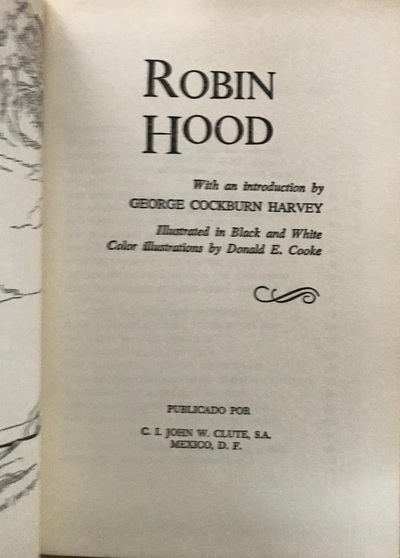 ROBIN
HOOD
With an introduction by
GEORGE COCKBURN HARVEY
Illustrated in Black and White
Color illustrations by Donald E. Cooke
PUBLICADO POR
C. I. JOHN W. CLUTE, S.A.
MEXICO, D. F.